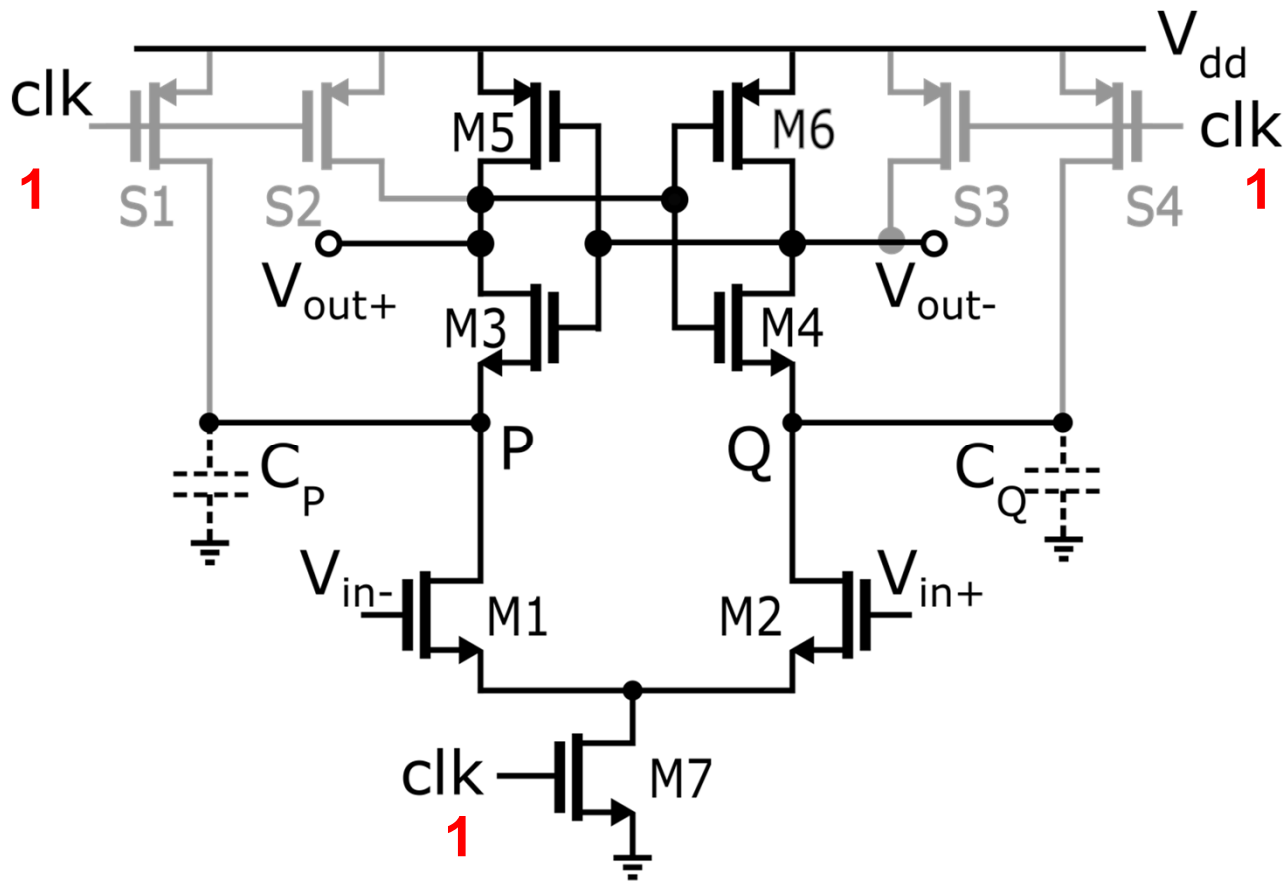 Vdd
clk
clk
M5
M6
1
1
S1
S2
S3
S4
Vout+
Vout-
M3
M4
P
Q
CP
CQ
Vin-
Vin+
M1
M2
clk
M7
1